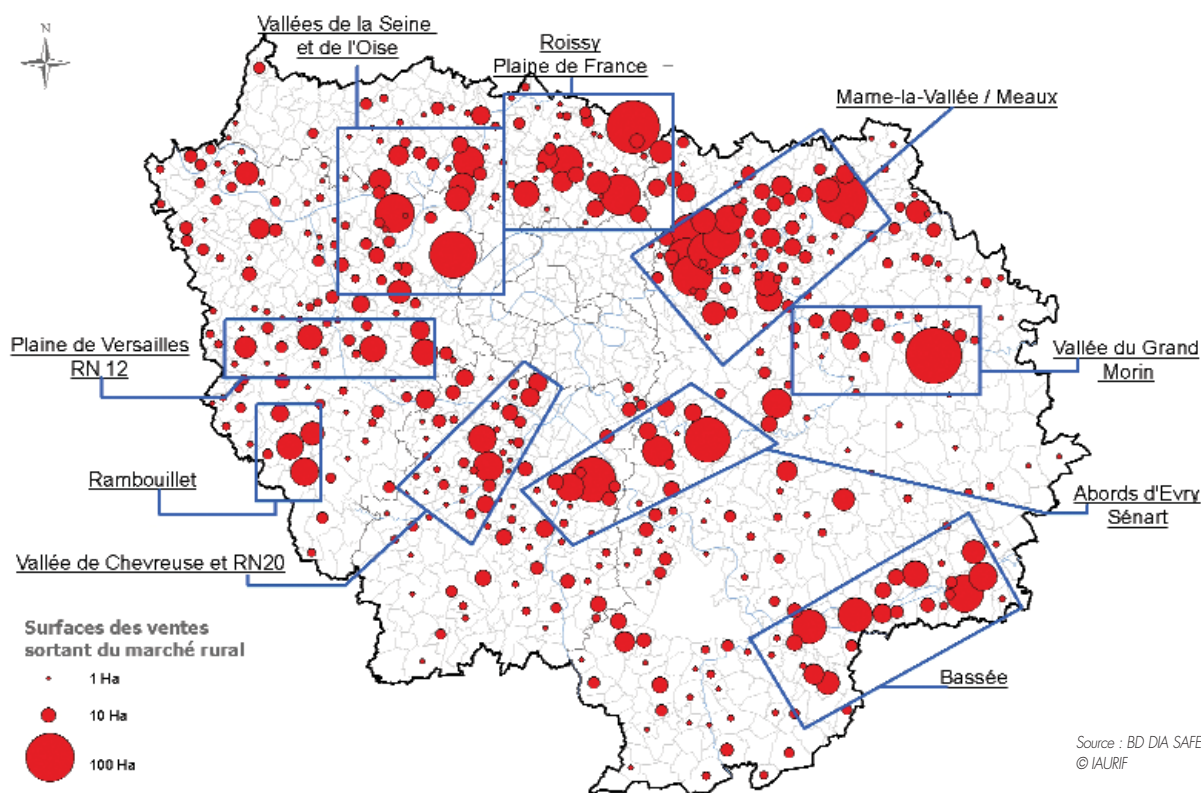 N
Vallées de la Seine
et de l'Oise
Roissy
Plaine de France
Marne-la-Vallée / Meaux
Plaine de Versailles
RN 12
Vallée du Grand
Morin
Rambouillet
Abords d'Evry
Sénart
Vallée de Chevreuse et RN20
Bassée
Surfaces des ventes
sortant du marché rural
1 Ha
10 Ha
100 Ha
Source : BD DIA SAFE
© IAURIF